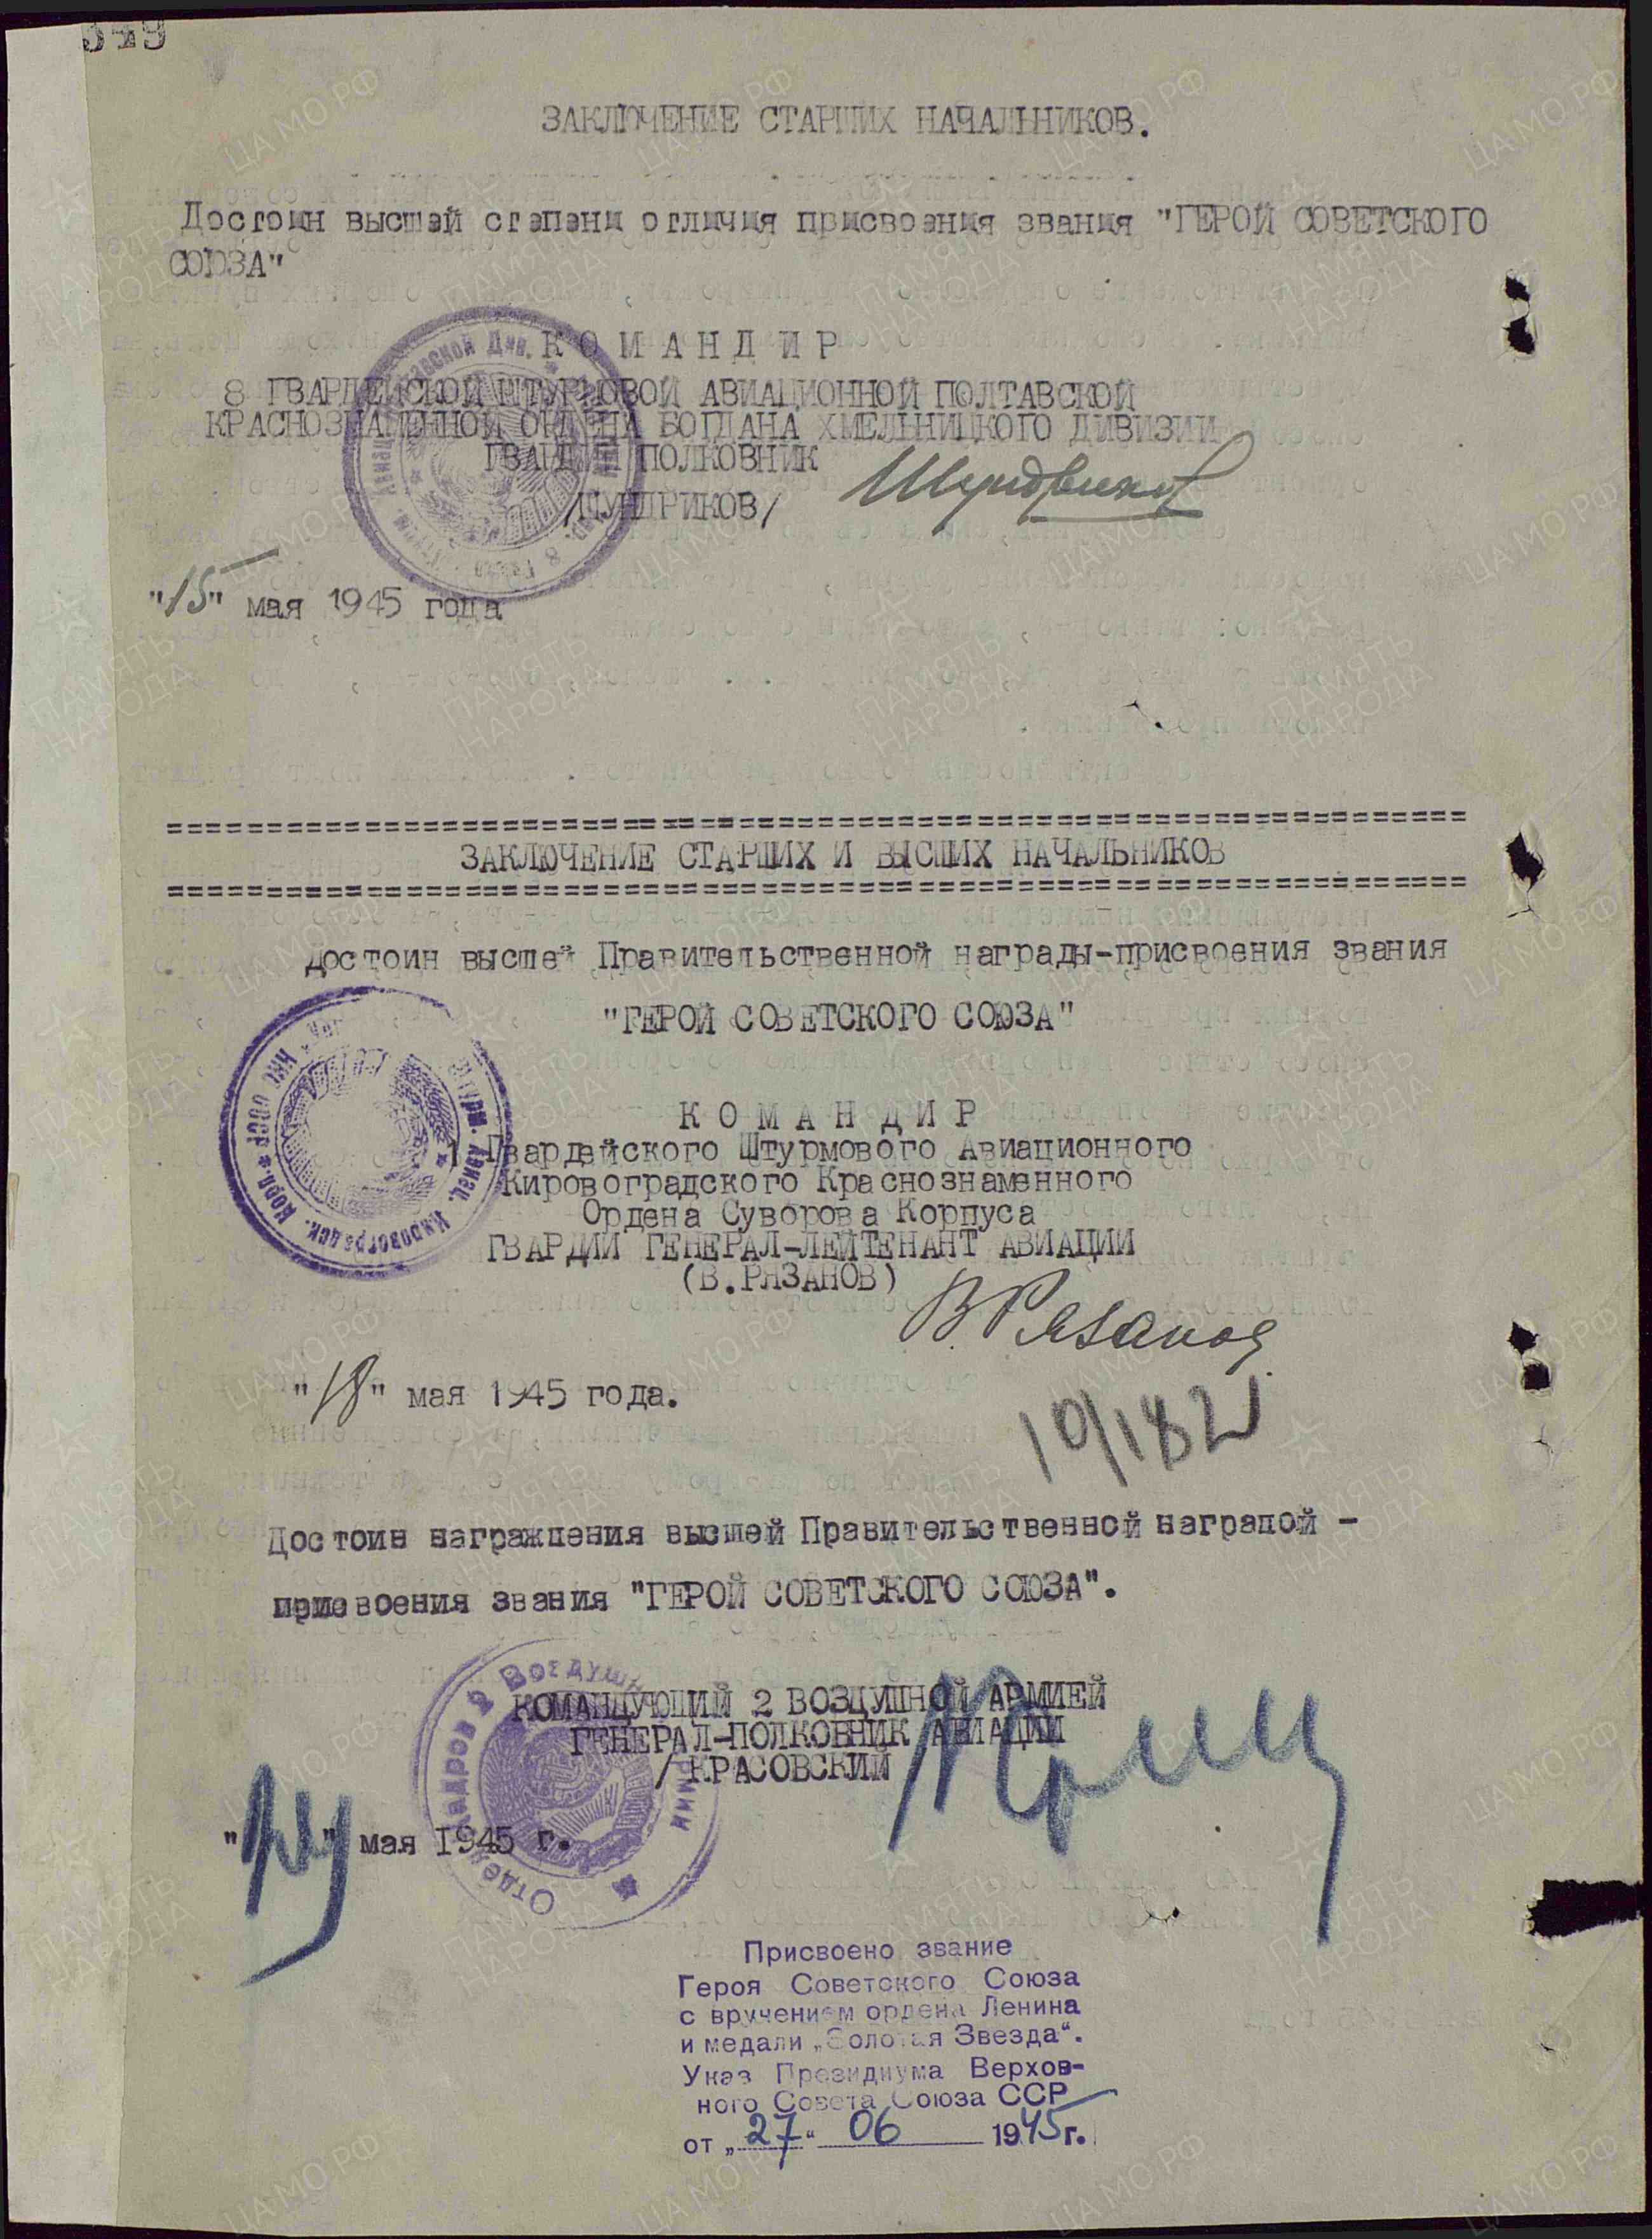 349
ЗАКЛЮЧЕНИЕ СТАРШИХ НАЧАЛЬНИКОВ.
Достоин высшей степени отличия присвоения звания "ГЕРОЙ СОВЕТСКОГО
СОЮЗА"
КОМАНДИР
8 ГВАРДЕЙСКОЙ ШТУРМОВОЙ АВИАЦИОННОЙ ПОЛТАВСКОЙ
КРАСНОЗНАМЕННОЙ ОРДЕНА БОГДАНА ХМЕЛЬНИЦКОГО ДИВИЗИИ
ГВАРДИИ ПОЛКОВНИК
/ШУНДРИКОВ/
"15" мая 1945 года
ЗАКЛЮЧЕНИЕ СТАРШИХ И ВЫСШИХ НАЧАЛЬНИКОВ
достоин высшей Правительственной награды-присвоения звания
"ГЕРОЙ СОВЕТСКОГО СОЮЗА"
КОМАНДИР
1 Гвардейского Штурмового Авиационного
Кировоградского Краснознаменного
Ордена Суворова Корпуса
ГВАРДИИ ГЕНЕРАЛ-ЛЕЙТЕНАНТ АВИАЦИИ
(В.РЯЗАНОВ)
В Рязанов
"18" мая 1945 года.
Достоин награждения высшей Правительственной наградой -
присвоения звания "ГЕРОЙ СОВЕТСКОГО СОЮЗА".
КОМАНДУЮЩИЙ 2 ВОЗДУШНОЙ АРМИЕЙ
ГЕНЕРАЛ-ПОЛКОВНИК АВИАЦИИ
/КРАСОВСКИЙ
мая 1945 г.
Присвоено звание
Героя Советского Союза
с вручением ордена Ленина
и медали „Золотая Звезда".
Указ Президиума Верхов-
ного Совета Союза ССР
от „27" 06 1945г.